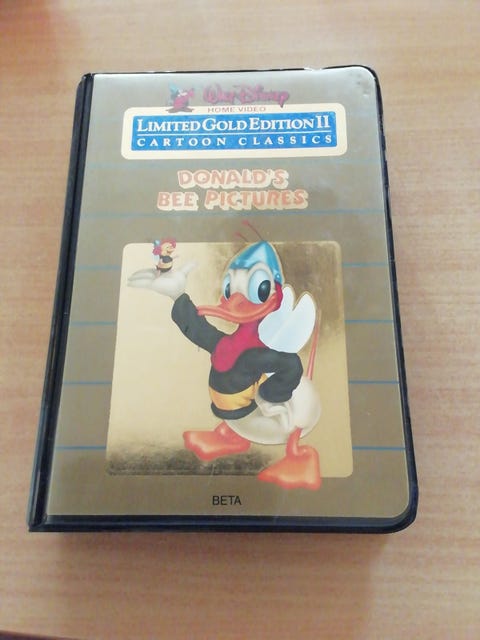 Walt Disney
HOME VIDEO
LIMITED GOLD EDITION II
CARTOON CLASSICS
DONALD'S
BEE PICTURES
BETA